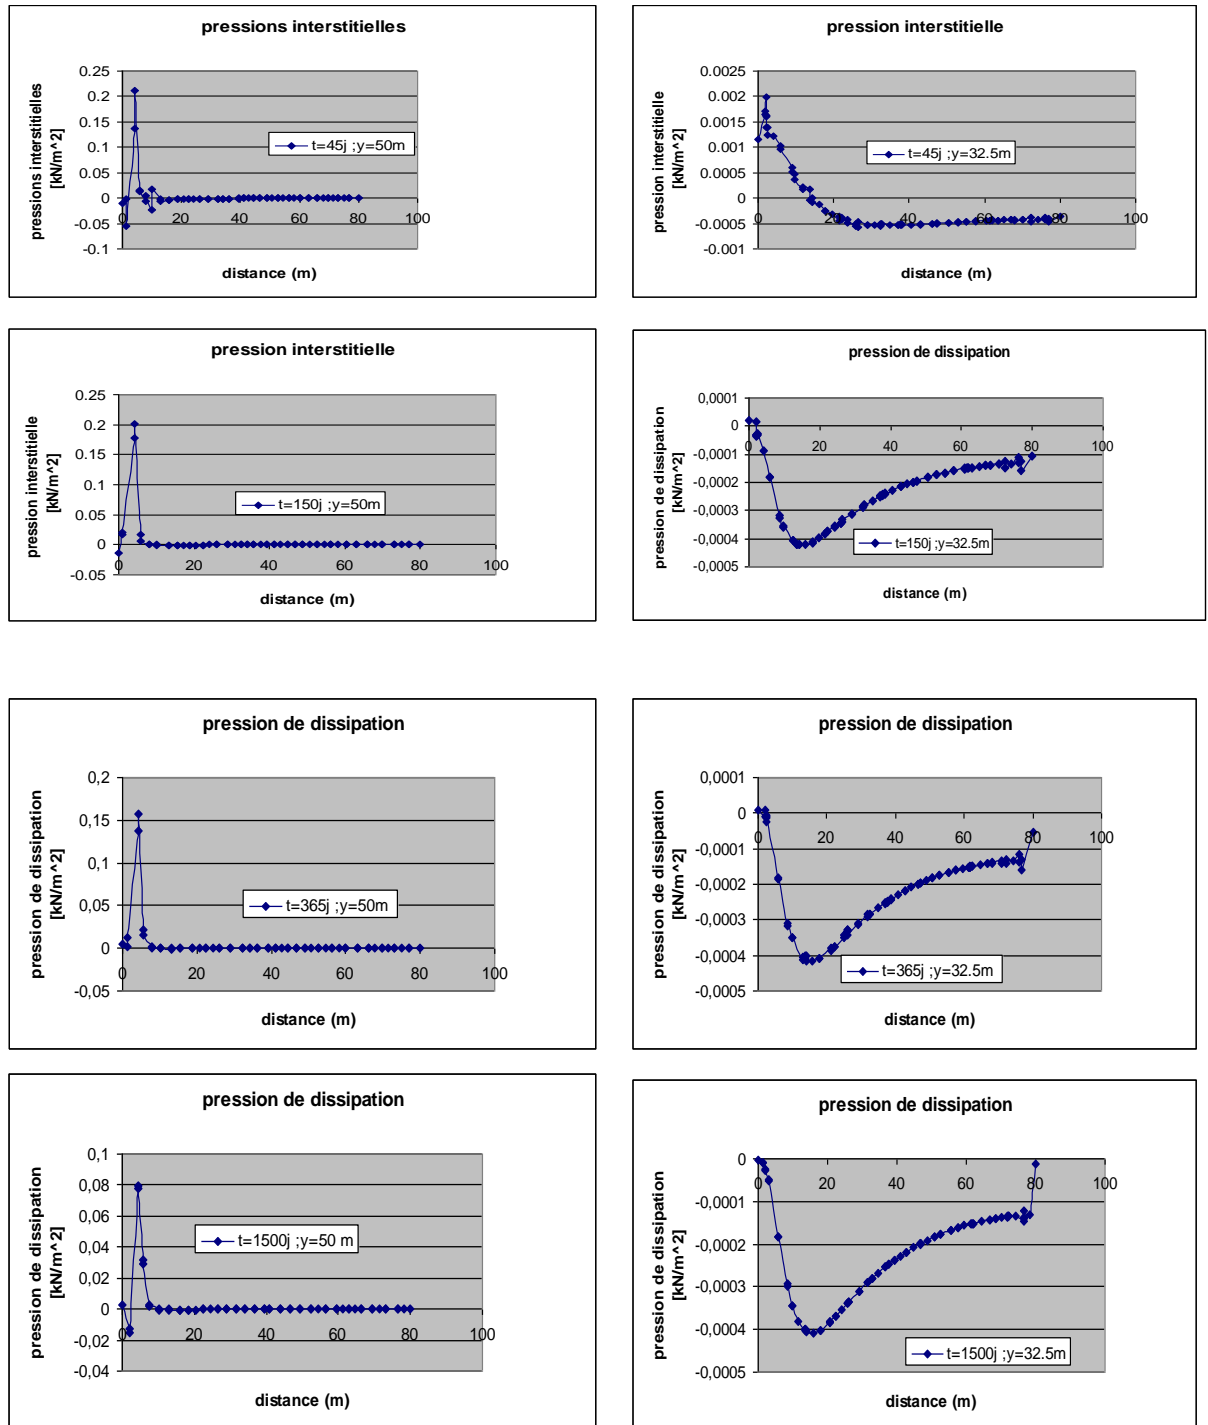 pressions interstitielles
pressions interstitielles
[kN/m^2]
0.25
0.2
0.15
0.1
0.05
0
-0.05
-0.1
0 20 40 60 80 100
t=45j ;y=50m
distance (m)
pression interstitielle
pression interstitielle
[kN/m^2]
0.0025
0.002
0.0015
0.001
0.0005
0
-0.0005
-0.001
0 20 40 60 80 100
t=45j ;y=32.5m
distance (m)
pression interstitielle
pression interstitielle
[kN/m^2]
0.25
0.2
0.15
0.1
0.05
0
-0.05
0 20 40 60 80 100
t=150j ;y=50m
distance (m)
pression de dissipation
pression de dissipation
[kN/m^2]
0,0001
0
-0,0001
-0,0002
-0,0003
-0,0004
-0,0005
0 20 40 60 80 100
t=150j ;y=32.5m
distance (m)
pression de dissipation
pression de dissipation
[kN/m^2]
0,2
0,15
0,1
0,05
0
-0,05
0 20 40 60 80 100
t=365j ;y=50m
distance (m)
pression de dissipation
pression de dissipation
[kN/m^2]
0,0001
0
-0,0001
-0,0002
-0,0003
-0,0004
-0,0005
0 20 40 60 80 100
t=365j ;y=32.5m
distance (m)
pression de dissipation
pression de dissipation
[kN/m^2]
0,1
0,08
0,06
0,04
0,02
0
-0,02
-0,04
0 20 40 60 80 100
t=1500j ;y=50 m
distance (m)
pression de dissipation
pression de dissipation
[kN/m^2]
0
-0,0001
-0,0002
-0,0003
-0,0004
-0,0005
0 20 40 60 80 100
t=1500j ;y=32.5m
distance (m)